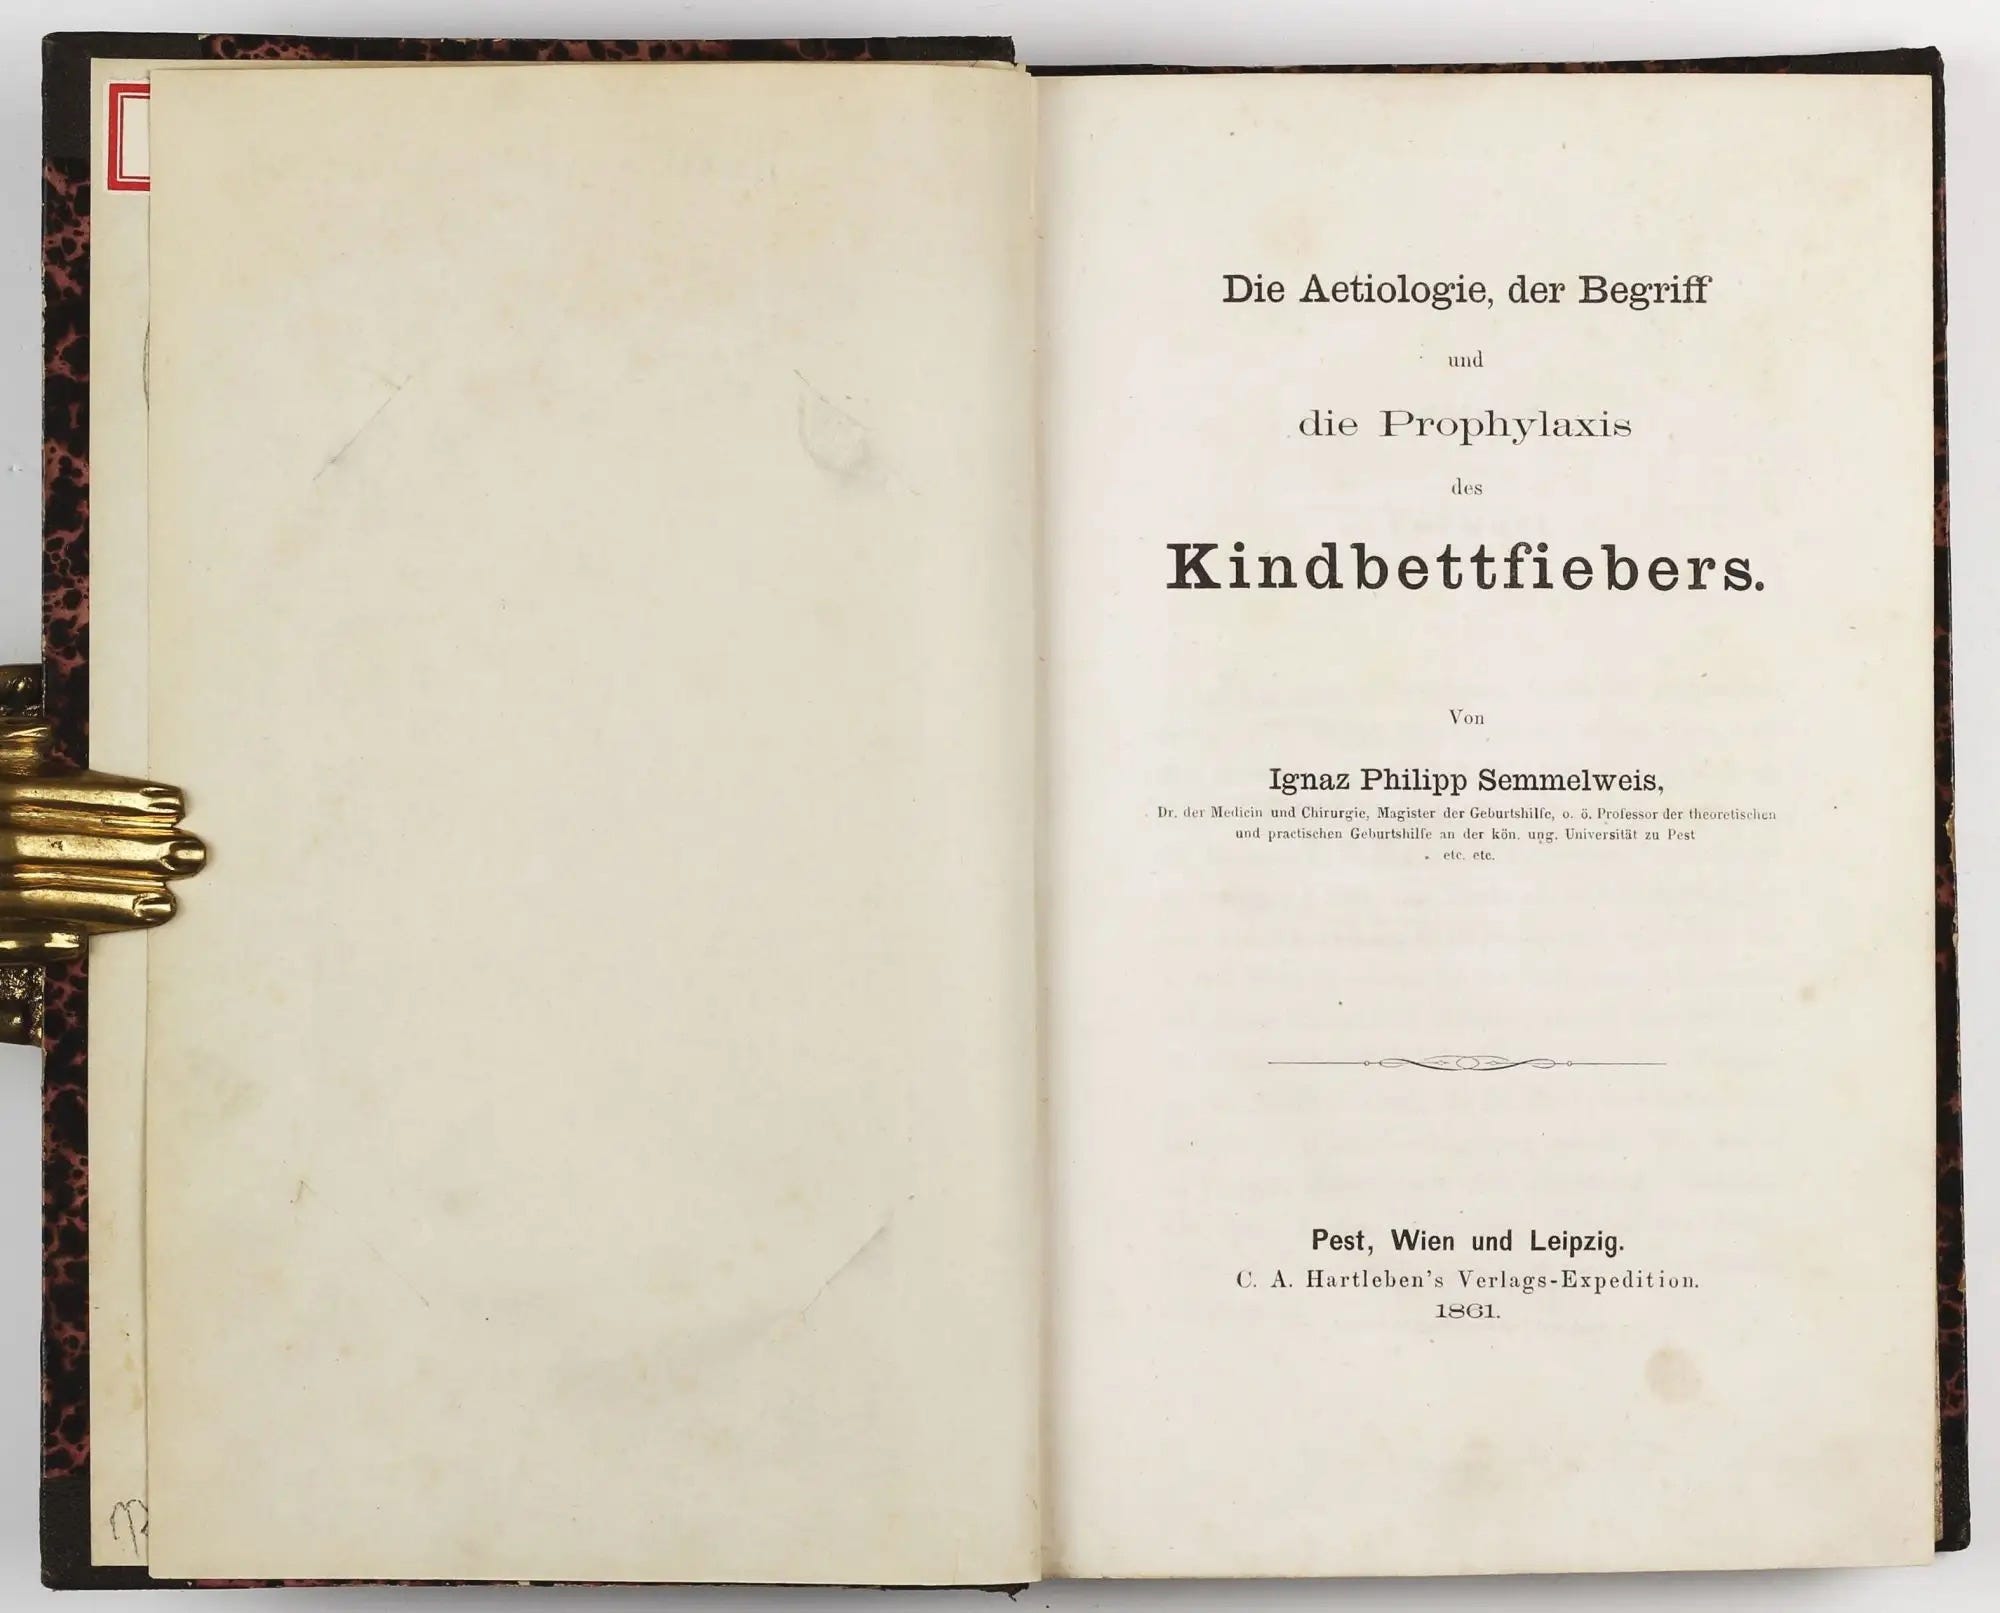 Die Aetiologie, der Begriff
und
die Prophylaxis
des
Kindbettfiebers.
Von
Ignaz Philipp Semmelweis,
Dr. der Medicin und Chirurgie, Magister der Geburtshilfe, o. ö. Professor der theoretischen
und practischen Geburtshilfe an der kön. ung. Universität zu Pest
etc. etc.
Pest, Wien und Leipzig.
C. A. Hartleben's Verlags-Expedition.
1861.